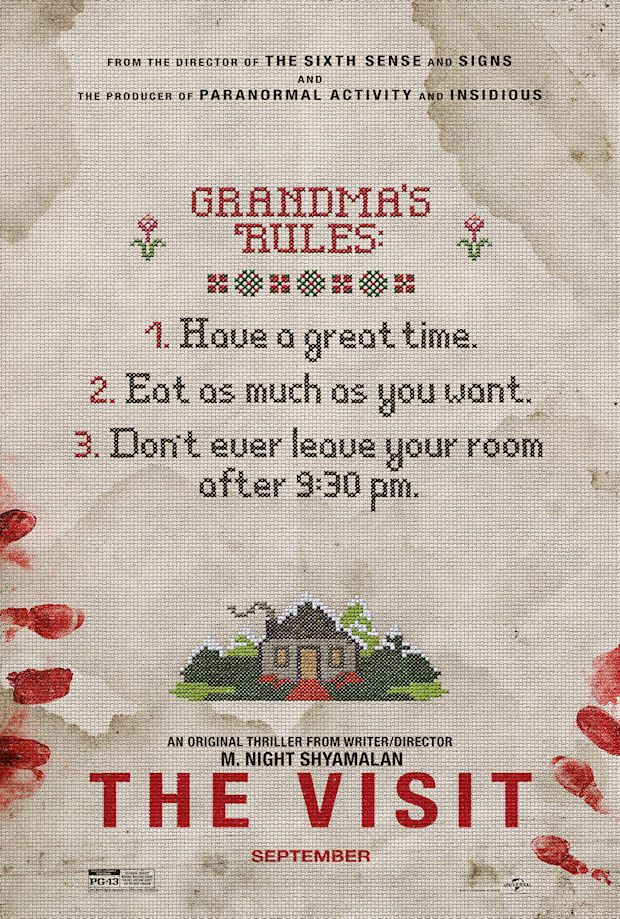 FROM THE DIRECTOR OF THE SIXTH SENSE AND SIGNS
AND
THE PRODUCER OF PARANORMAL ACTIVITY AND INSIDIOUS
GRANDMA'S
RULES:
1. Have a great time.
2. Eat as much as you want.
3. Don't ever leave your room
after 9:30 pm.
AN ORIGINAL THRILLER FROM WRITER/DIRECTOR
M. NIGHT SHYAMALAN
THE VISIT
SEPTEMBER
PG-13
UNIVERSAL